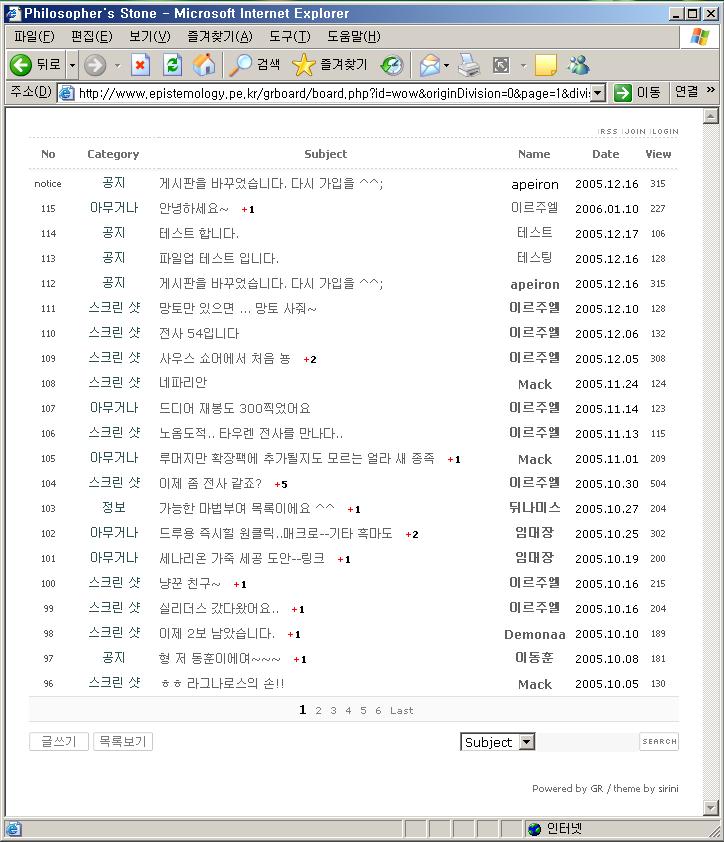 Philosopher's Stone - Microsoft Internet Explorer
파일(F) 편집(E) 보기(V) 즐겨찾기(A) 도구(T) 도움말(H)
뒤로 검색 즐겨찾기
주소(D) http://www.epistemology.pe.kr/grboard/board.php?id=wow&originDivision=0&page=1&divi 이동 연결 »
RSS JOIN LOGIN
No Category Subject Name Date View
notice 공지 게시판을 바꾸었습니다. 다시 가입을 ^^; apeiron 2005.12.16 315
115 아무거나 안녕하세요~ +1 이르주엘 2006.01.10 227
114 공지 테스트 합니다. 테스트 2005.12.17 106
113 공지 파일업 테스트 입니다. 테스팅 2005.12.16 128
112 공지 게시판을 바꾸었습니다. 다시 가입을 ^^; apeiron 2005.12.16 315
111 스크린 샷 망토만 있으면 ... 망토 사줘~ 이르주엘 2005.12.10 128
110 스크린 샷 전사 54입니다 이르주엘 2005.12.06 132
109 스크린 샷 사우스 쇼어에서 처음 놓 +2 이르주엘 2005.12.05 308
108 스크린 샷 네파리안 Mack 2005.11.24 124
107 아무거나 드디어 재봉도 300찍었어요 이르주엘 2005.11.14 123
106 스크린 샷 노움도적.. 타우렌 전사를 만나다.. 이르주엘 2005.11.13 115
105 아무거나 루머지만 확장팩에 추가될지도 모르는 얼라 새 종족 +1 Mack 2005.11.01 209
104 스크린 샷 이제 좀 전사 같죠? +5 이르주엘 2005.10.30 504
103 정보 가능한 마법부여 목록이에요 ^^ +1 뒤나미스 2005.10.27 204
102 아무거나 드루용 즉시힐 원클릭..매크로--기타 흑마도 +2 임대장 2005.10.25 302
101 아무거나 세나리온 가죽 세공 도안--링크 +1 임대장 2005.10.19 200
100 스크린 샷 냥꾼 친구~ +1 이르주엘 2005.10.16 215
99 스크린 샷 실리더스 갔다왔어요.. +1 이르주엘 2005.10.16 204
98 스크린 샷 이제 2보 남았습니다. +1 Demonaa 2005.10.10 189
97 공지 형 저 동훈이에여~~~ +1 이동훈 2005.10.08 181
96 스크린 샷 ㅎㅎ 라그나로스의 손!! Mack 2005.10.05 130
1 2 3 4 5 6 Last
글쓰기 목록보기 Subject SEARCH
Powered by GR / theme by sirini
인터넷